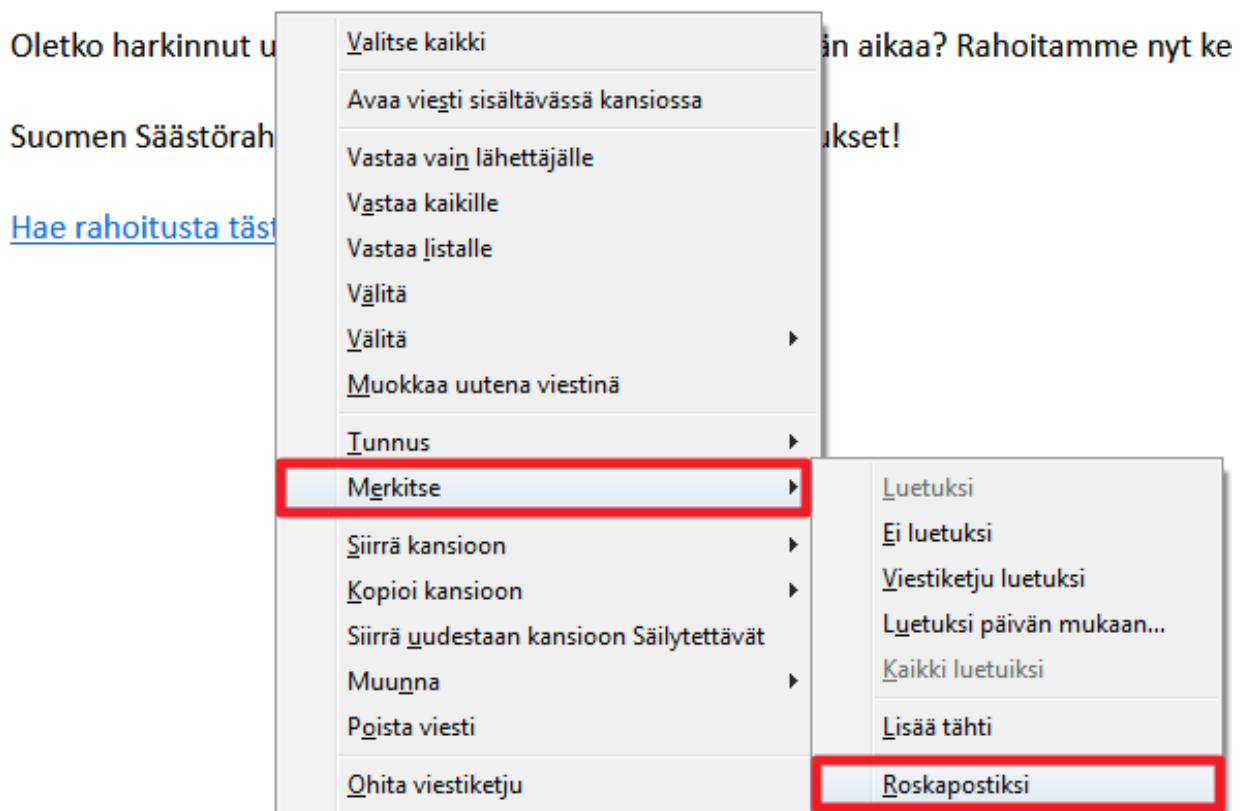 Oletko harkinnut u
än aikaa? Rahoitamme nyt ke
Suomen Säästörah
ukset!
Hae rahoitusta täst
Valitse kaikki
Avaa viesti sisältävässä kansiossa
Vastaa vain lähettäjälle
Vastaa kaikille
Vastaa listalle
Välitä
Välitä
Muokkaa uutena viestinä
Tunnus
Merkitse
Siirrä kansioon
Kopioi kansioon
Siirrä uudestaan kansioon Säilytettävät
Muunna
Poista viesti
Ohita viestiketju
Luetuksi
Ei luetuksi
Viestiketju luetuksi
Luetuksi päivän mukaan...
Kaikki luetuiksi
Lisää tähti
Roskapostiksi